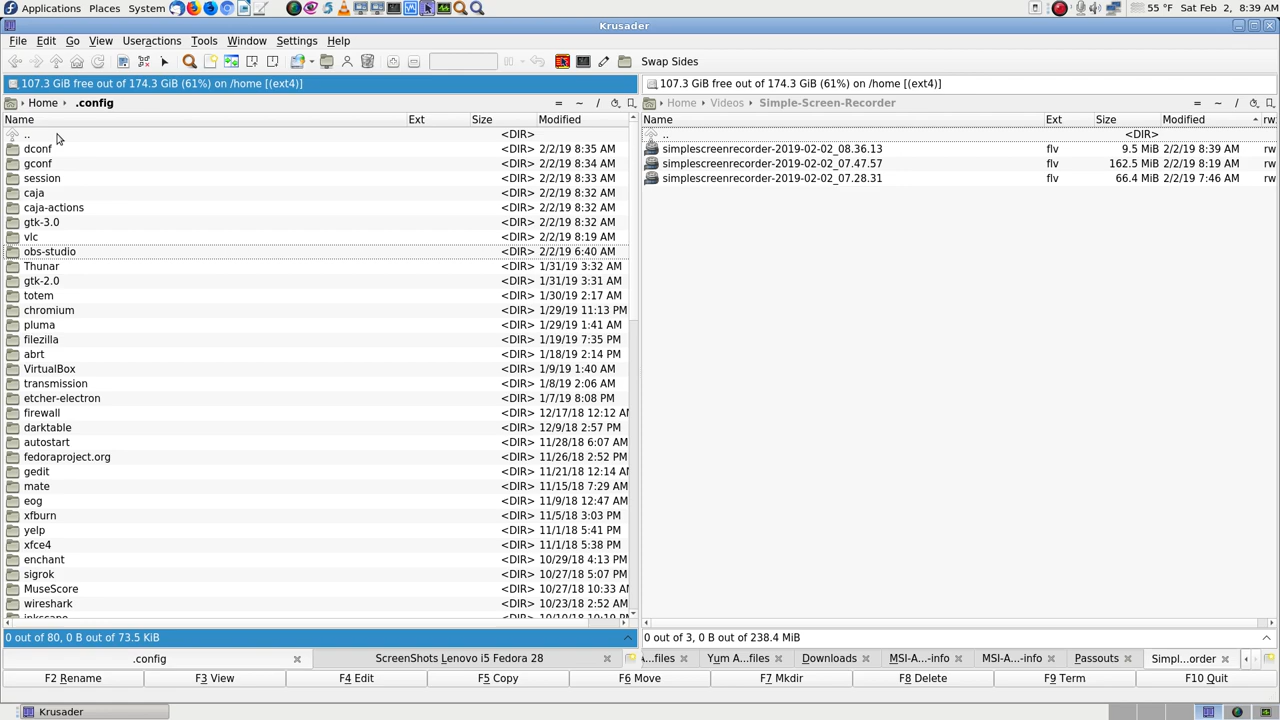 Applications Places System 55 °F Sat Feb 2, 8:39 AM
Krusader
File Edit Go View Useractions Tools Window Settings Help
Swap Sides
107.3 GiB free out of 174.3 GiB (61%) on /home [(ext4)] 107.3 GiB free out of 174.3 GiB (61%) on /home [(ext4)]
Home .config = ~ / Home Videos Simple-Screen-Recorder = ~ /
Name Ext Size Modified Name Ext Size Modified rw
.. <DIR> .. <DIR>
dconf <DIR> 2/2/19 8:35 AM simplescreenrecorder-2019-02-02_08.36.13 flv 9.5 MiB 2/2/19 8:39 AM rw
gconf <DIR> 2/2/19 8:34 AM simplescreenrecorder-2019-02-02_07.47.57 flv 162.5 MiB 2/2/19 8:19 AM rw
session <DIR> 2/2/19 8:33 AM simplescreenrecorder-2019-02-02_07.28.31 flv 66.4 MiB 2/2/19 7:46 AM rw
caja <DIR> 2/2/19 8:32 AM
caja-actions <DIR> 2/2/19 8:32 AM
gtk-3.0 <DIR> 2/2/19 8:32 AM
vlc <DIR> 2/2/19 8:19 AM
obs-studio <DIR> 2/2/19 6:40 AM
Thunar <DIR> 1/31/19 3:32 AM
gtk-2.0 <DIR> 1/31/19 3:31 AM
totem <DIR> 1/30/19 2:17 AM
chromium <DIR> 1/29/19 11:13 PM
pluma <DIR> 1/29/19 1:41 AM
filezilla <DIR> 1/19/19 7:35 PM
abrt <DIR> 1/18/19 2:14 PM
VirtualBox <DIR> 1/9/19 1:40 AM
transmission <DIR> 1/8/19 2:06 AM
etcher-electron <DIR> 1/7/19 8:08 PM
firewall <DIR> 12/17/18 12:12 AM
darktable <DIR> 12/9/18 2:57 PM
autostart <DIR> 11/28/18 6:07 AM
fedoraproject.org <DIR> 11/26/18 2:52 PM
gedit <DIR> 11/21/18 12:14 AM
mate <DIR> 11/15/18 7:29 AM
eog <DIR> 11/9/18 12:47 AM
xfburn <DIR> 11/5/18 3:03 PM
yelp <DIR> 11/1/18 5:41 PM
xfce4 <DIR> 11/1/18 5:38 PM
enchant <DIR> 10/29/18 4:13 PM
sigrok <DIR> 10/27/18 5:07 PM
MuseScore <DIR> 10/27/18 10:33 AM
wireshark <DIR> 10/23/18 2:52 AM
0 out of 80, 0 B out of 73.5 KiB 0 out of 3, 0 B out of 238.4 MiB
.config ScreenShots Lenovo i5 Fedora 28 A...files Yum A...files Downloads MSI-A...-info MSI-A...-info Passouts Simpl...order
F2 Rename F3 View F4 Edit F5 Copy F6 Move F7 Mkdir F8 Delete F9 Term F10 Quit
Krusader